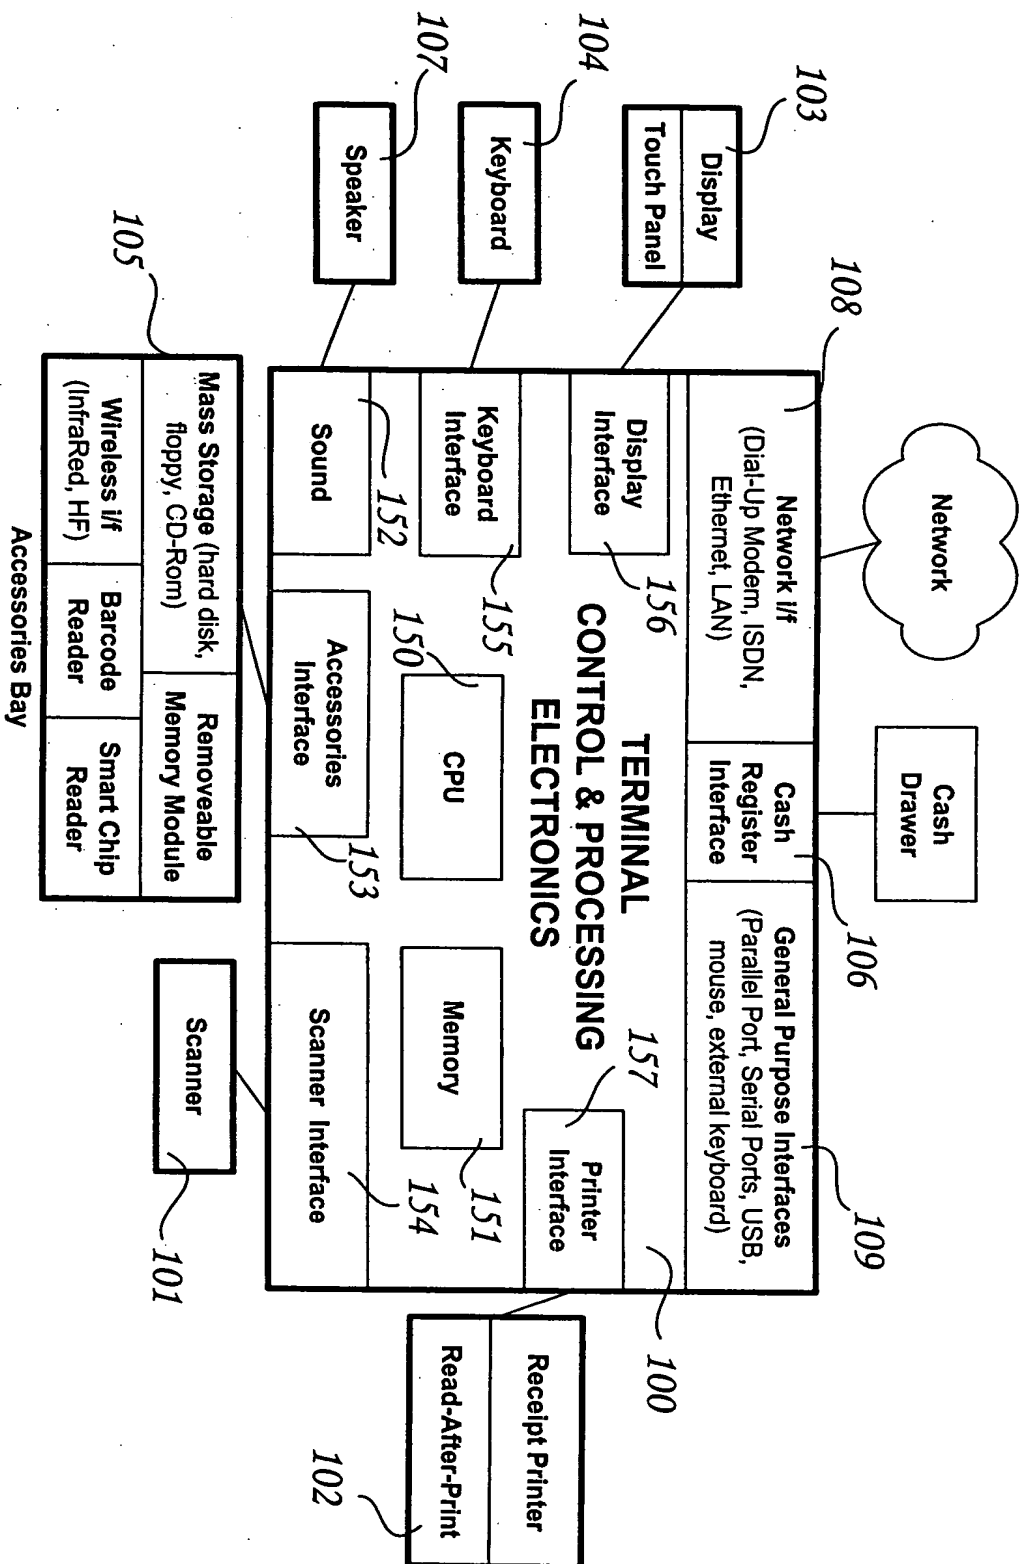 Network
Cash
Drawer
108
106
109
Network i/f
(Dial-Up Modem, ISDN,
Ethernet, LAN)
Cash
Register
Interface
General Purpose Interfaces
(Parallel Port, Serial Ports, USB,
mouse, external keyboard)
103
Display
Touch Panel
Display
Interface
156
TERMINAL
CONTROL & PROCESSING
ELECTRONICS
157
Printer
Interface
100
Receipt Printer
Read-After-Print
102
104
Keyboard
Keyboard
Interface
155
150
CPU
Memory
151
107
Speaker
Sound
152
Accessories
Interface
153
Scanner Interface
154
105
Mass Storage (hard disk,
floppy, CD-Rom)
Removeable
Memory Module
Wireless i/f
(InfraRed, HF)
Barcode
Reader
Smart Chip
Reader
Accessories Bay
Scanner
101